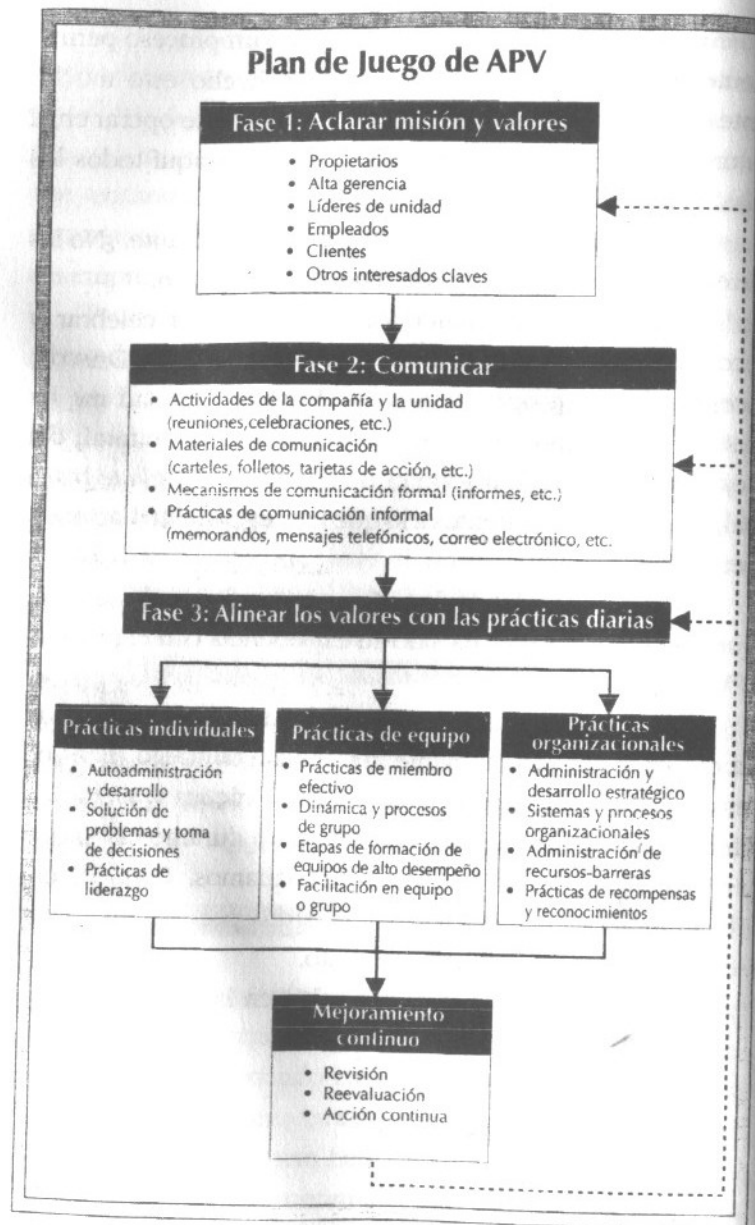 Plan de Juego de APV
Fase 1: Aclarar misión y valores
• Propietarios
• Alta gerencia
• Líderes de unidad
• Empleados
• Clientes
• Otros interesados claves
Fase 2: Comunicar
• Actividades de la compañía y la unidad
(reuniones,celebraciones, etc.)
• Materiales de comunicación
(carteles, folletos, tarjetas de acción, etc.)
• Mecanismos de comunicación formal (informes, etc.)
• Prácticas de comunicación informal
(memorandos, mensajes telefónicos, correo electrónico, etc.
Fase 3: Alinear los valores con las prácticas diarias
Prácticas individuales
• Autoadministración
y desarrollo
• Solución de
problemas y toma
de decisiones
• Prácticas de
liderazgo
Prácticas de equipo
• Prácticas de miembro
efectivo
• Dinámica y procesos
de grupo
• Etapas de formación de
equipos de alto desempeño
• Facilitación en equipo
o grupo
Prácticas
organizacionales
• Administración y
desarrollo estratégico
• Sistemas y procesos
organizacionales
• Administración de
recursos-barreras
• Prácticas de recompensas
y reconocimientos
Mejoramiento
continuo
• Revisión
• Reevaluación
• Acción continua